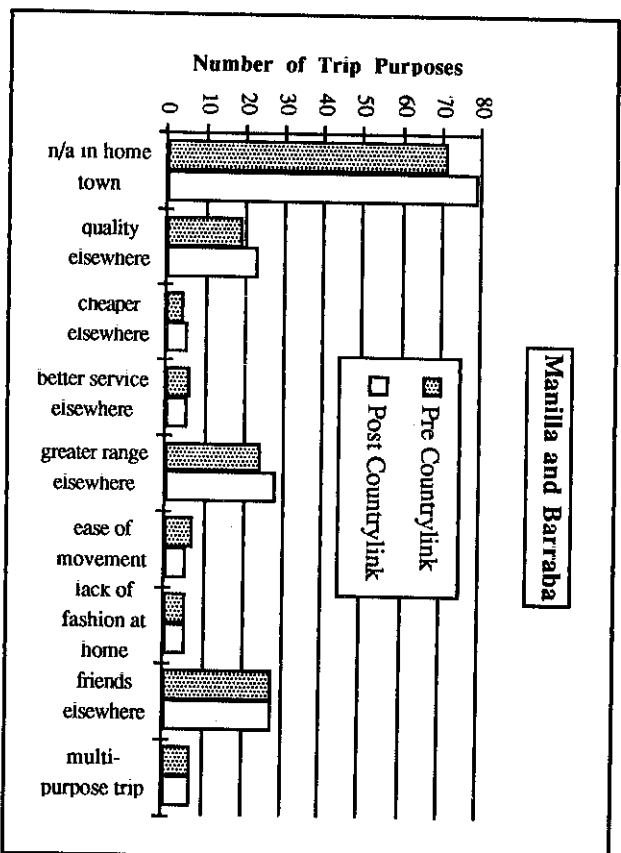 Manilla and Barraba
Number of Trip Purposes
80
70
60
50
40
30
20
10
0
Pre Countrylink
Post Countrylink
n/a in home
town
quality
elsewhere
cheaper
elsewhere
better service
elsewhere
greater range
elsewhere
ease of
movement
lack of
fashion at
home
friends
elsewhere
multi-
purpose trip